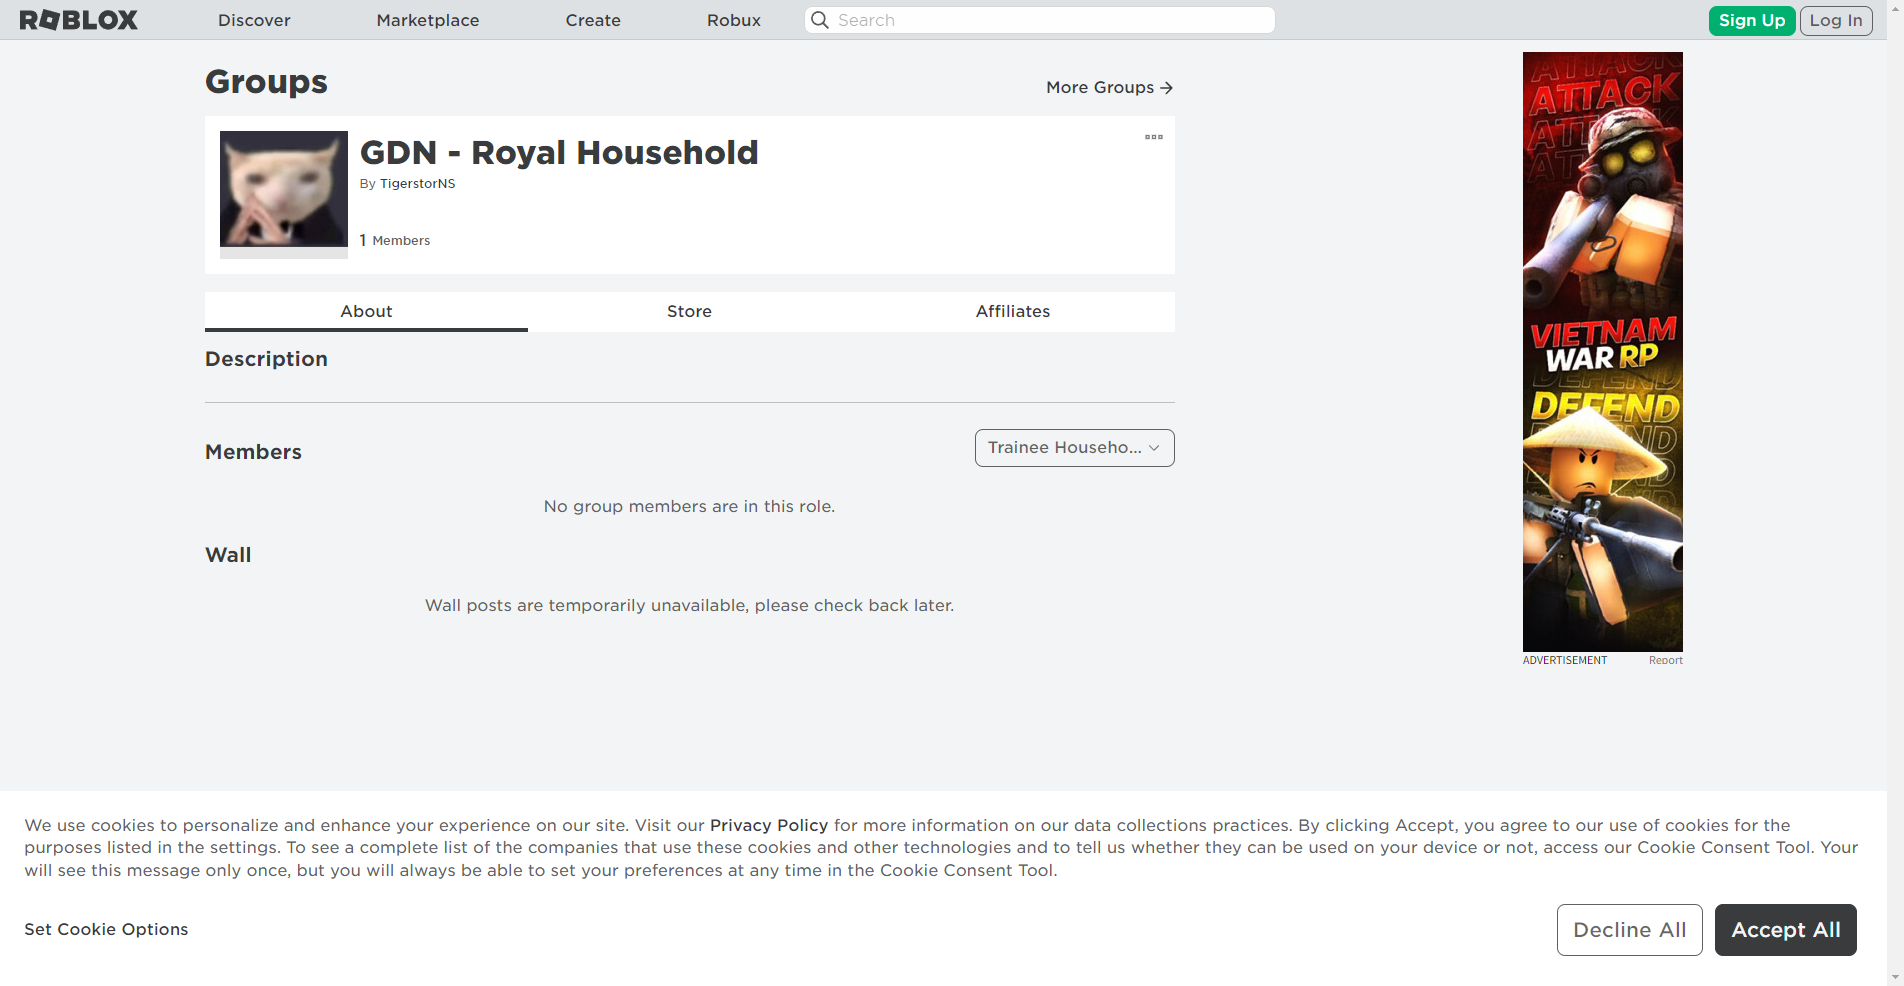 ROBLOX
Discover
Marketplace
Create
Robux
Search
Sign Up
Log In
Groups
More Groups
GDN - Royal Household
By TigerstorNS
1 Members
About
Store
Affiliates
Description
Members
Trainee Househo...
No group members are in this role.
Wall
Wall posts are temporarily unavailable, please check back later.
ATTACK
ATTACK
VIETNAM
WAR RP
DEFEND
DEFEND
ADVERTISEMENT
Report
We use cookies to personalize and enhance your experience on our site. Visit our Privacy Policy for more information on our data collections practices. By clicking Accept, you agree to our use of cookies for the
purposes listed in the settings. To see a complete list of the companies that use these cookies and other technologies and to tell us whether they can be used on your device or not, access our Cookie Consent Tool. Your
will see this message only once, but you will always be able to set your preferences at any time in the Cookie Consent Tool.
Set Cookie Options
Decline All
Accept All